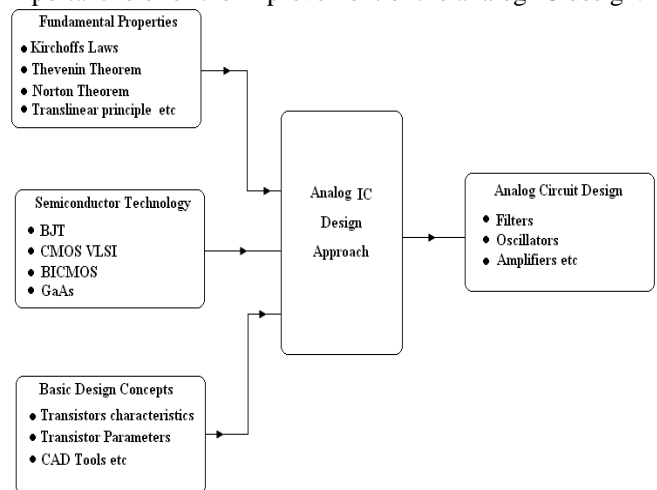 Fundamental Properties
• Kirchoffs Laws
• Thevenin Theorem
• Norton Theorem
• Translinear principle etc
Semiconductor Technology
• BJT
• CMOS VLSI
• BICMOS
• GaAs
Basic Design Concepts
• Transistors characteristics
• Transistor Parameters
• CAD Tools etc
Analog IC
Design
Approach
Analog Circuit Design
• Filters
• Oscillators
• Amplifiers etc